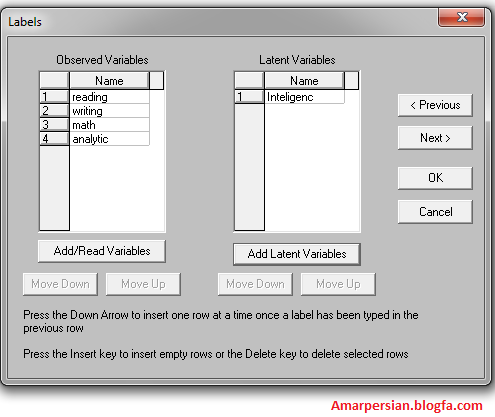 Labels
Observed Variables
Name
1 reading
2 writing
3 math
4 analytic
Add/Read Variables
Move Down Move Up
Latent Variables
Name
1 Inteligenc
Add Latent Variables
Move Down Move Up
< Previous
Next >
OK
Cancel
Press the Down Arrow to insert one row at a time once a label has been typed in the
previous row
Press the Insert key to insert empty rows or the Delete key to delete selected rows
Amarpersian.blogfa.com